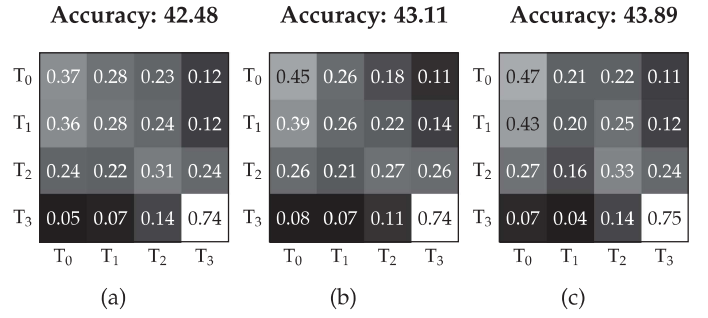 Accuracy: 42.48 Accuracy: 43.11 Accuracy: 43.89
T0 0.37 0.28 0.23 0.12 T0 0.45 0.26 0.18 0.11 T0 0.47 0.21 0.22 0.11
T1 0.36 0.28 0.24 0.12 T1 0.39 0.26 0.22 0.14 T1 0.43 0.20 0.25 0.12
T2 0.24 0.22 0.31 0.24 T2 0.26 0.21 0.27 0.26 T2 0.27 0.16 0.33 0.24
T3 0.05 0.07 0.14 0.74 T3 0.08 0.07 0.11 0.74 T3 0.07 0.04 0.14 0.75
T0 T1 T2 T3 T0 T1 T2 T3 T0 T1 T2 T3
(a) (b) (c)